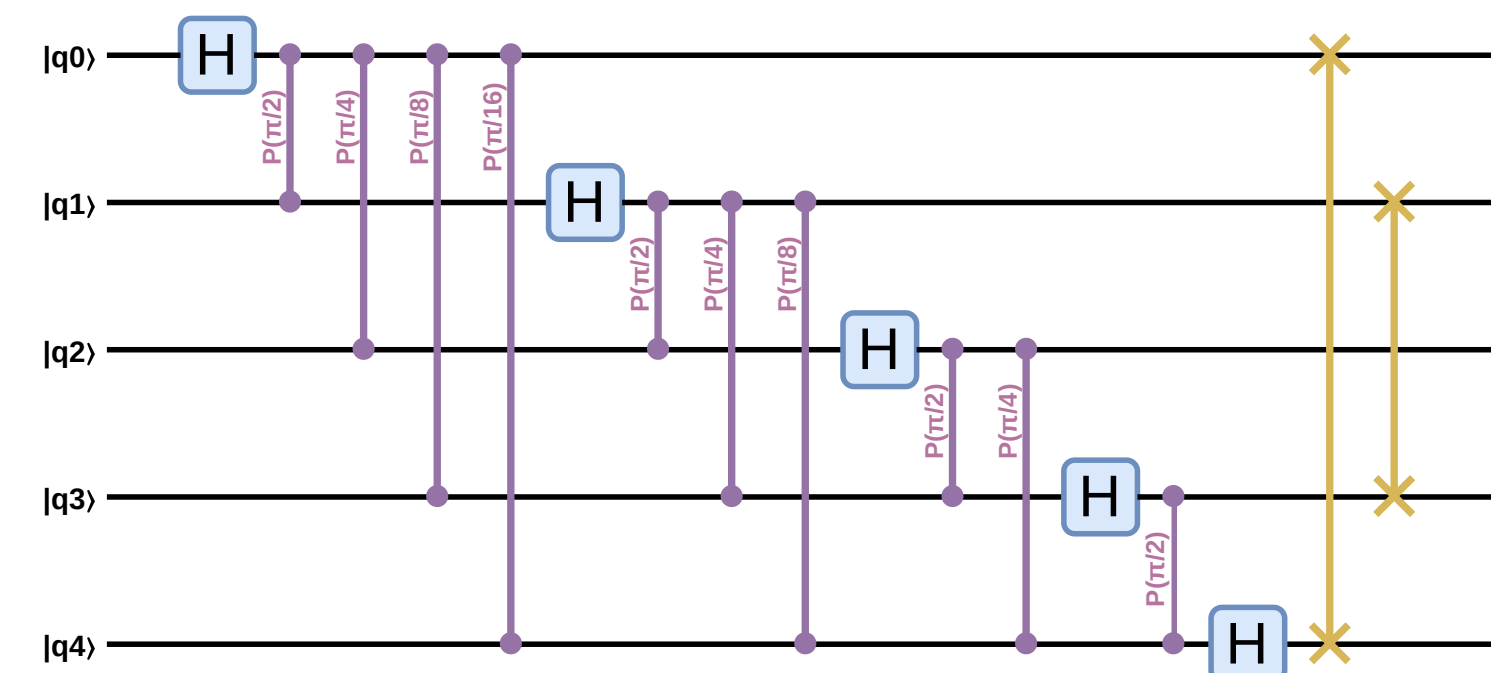 |q0⟩
H
P(π/2)
P(π/4)
P(π/8)
P(π/16)
|q1⟩
H
P(π/2)
P(π/4)
P(π/8)
|q2⟩
H
P(π/2)
P(π/4)
|q3⟩
H
P(π/2)
|q4⟩
H